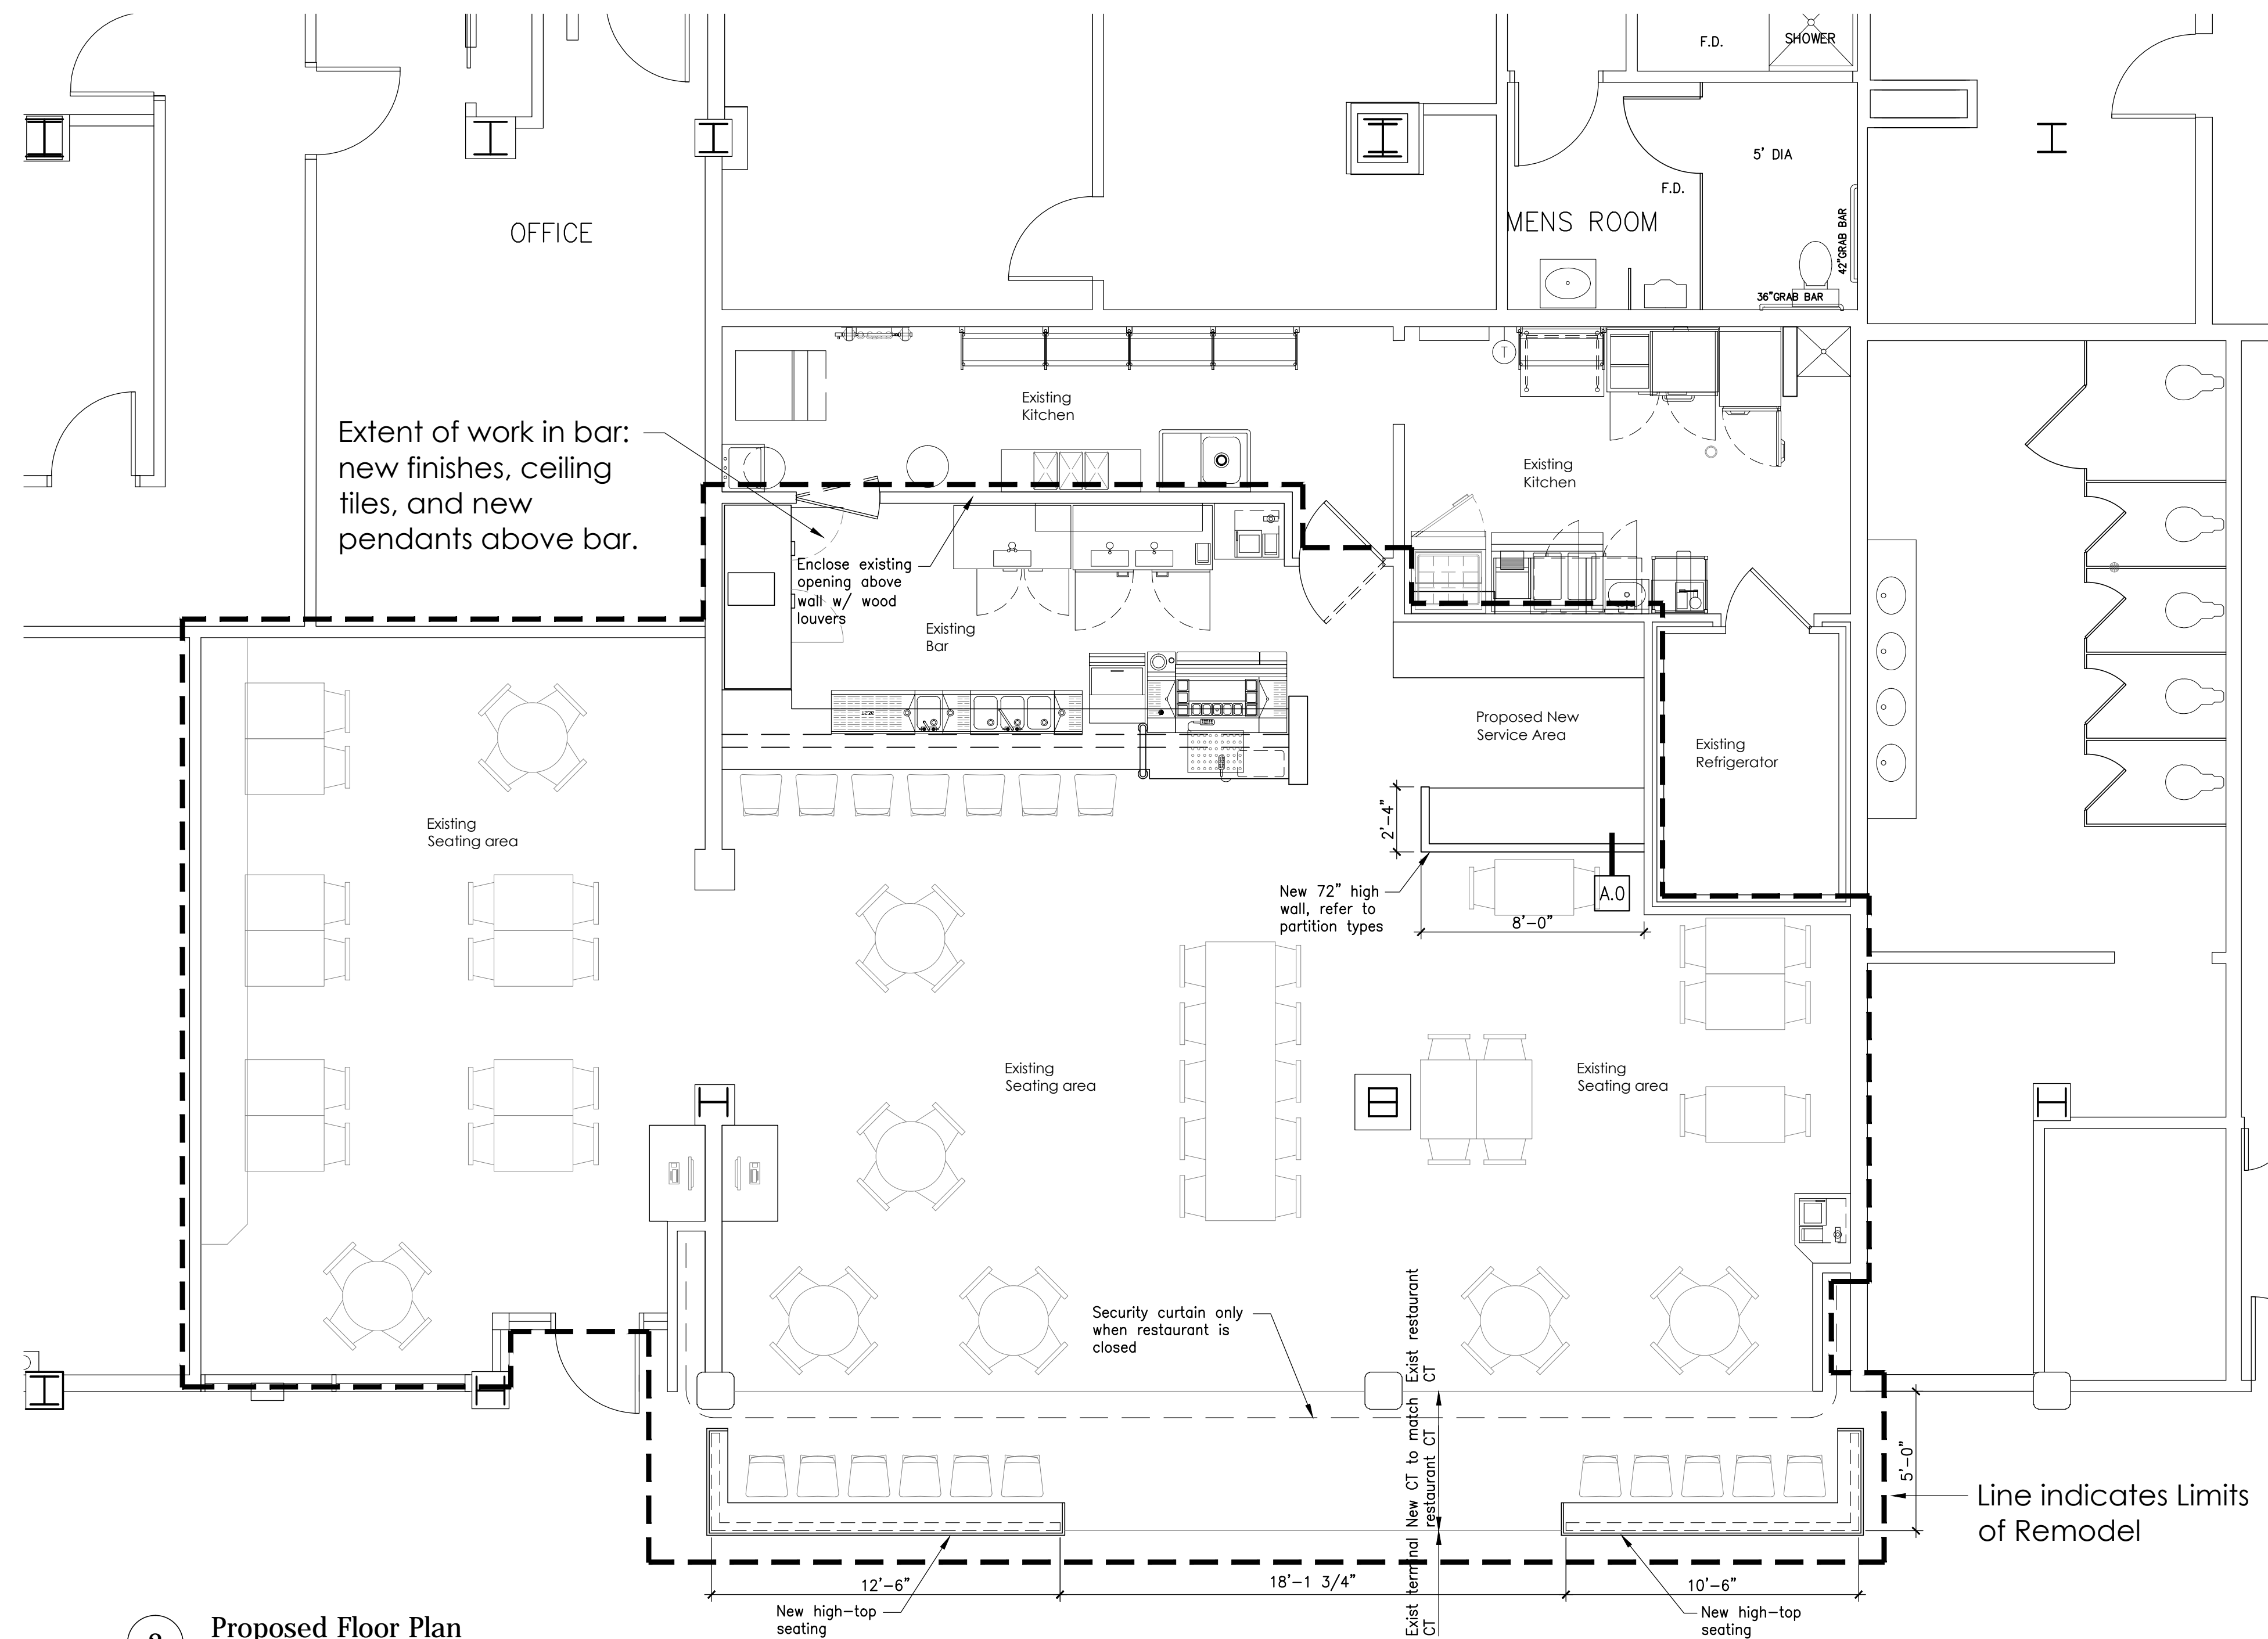 F.D.
SHOWER
5' DIA
F.D.
MENS ROOM
42"GRAB BAR
36"GRAB BAR
OFFICE
T
Existing
Kitchen
Existing
Kitchen
Extent of work in bar:
new finishes, ceiling
tiles, and new
pendants above bar.
Enclose existing
opening above
wall w/ wood
louvers
Existing
Bar
Proposed New
Service Area
Existing
Refrigerator
2'-4"
Existing
Seating area
New 72" high
wall, refer to
partition types
A.0
8'-0"
Existing
Seating area
Existing
Seating area
Security curtain only
when restaurant is
closed
Exist restaurant
CT
New CT to match
restaurant CT
Exist terminal
CT
5'-0"
Line indicates Limits
of Remodel
12'-6"
18'-1 3/4"
10'-6"
New high-top
seating
New high-top
seating
Proposed Floor Plan